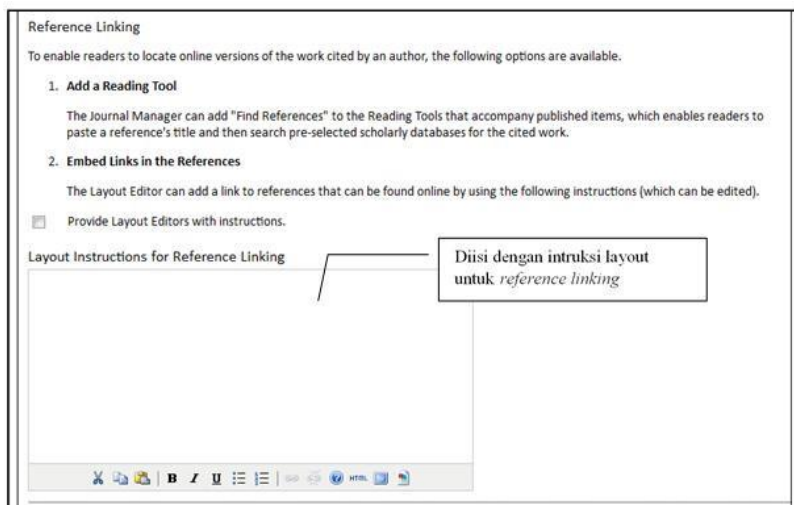 Reference Linking
To enable readers to locate online versions of the work cited by an author, the following options are available.
1. Add a Reading Tool
The Journal Manager can add "Find References" to the Reading Tools that accompany published items, which enables readers to
paste a reference's title and then search pre-selected scholarly databases for the cited work.
2. Embed Links in the References
The Layout Editor can add a link to references that can be found online by using the following instructions (which can be edited).
Provide Layout Editors with instructions.
Layout Instructions for Reference Linking
Diisi dengan intruksi layout
untuk reference linking
B I U HTML